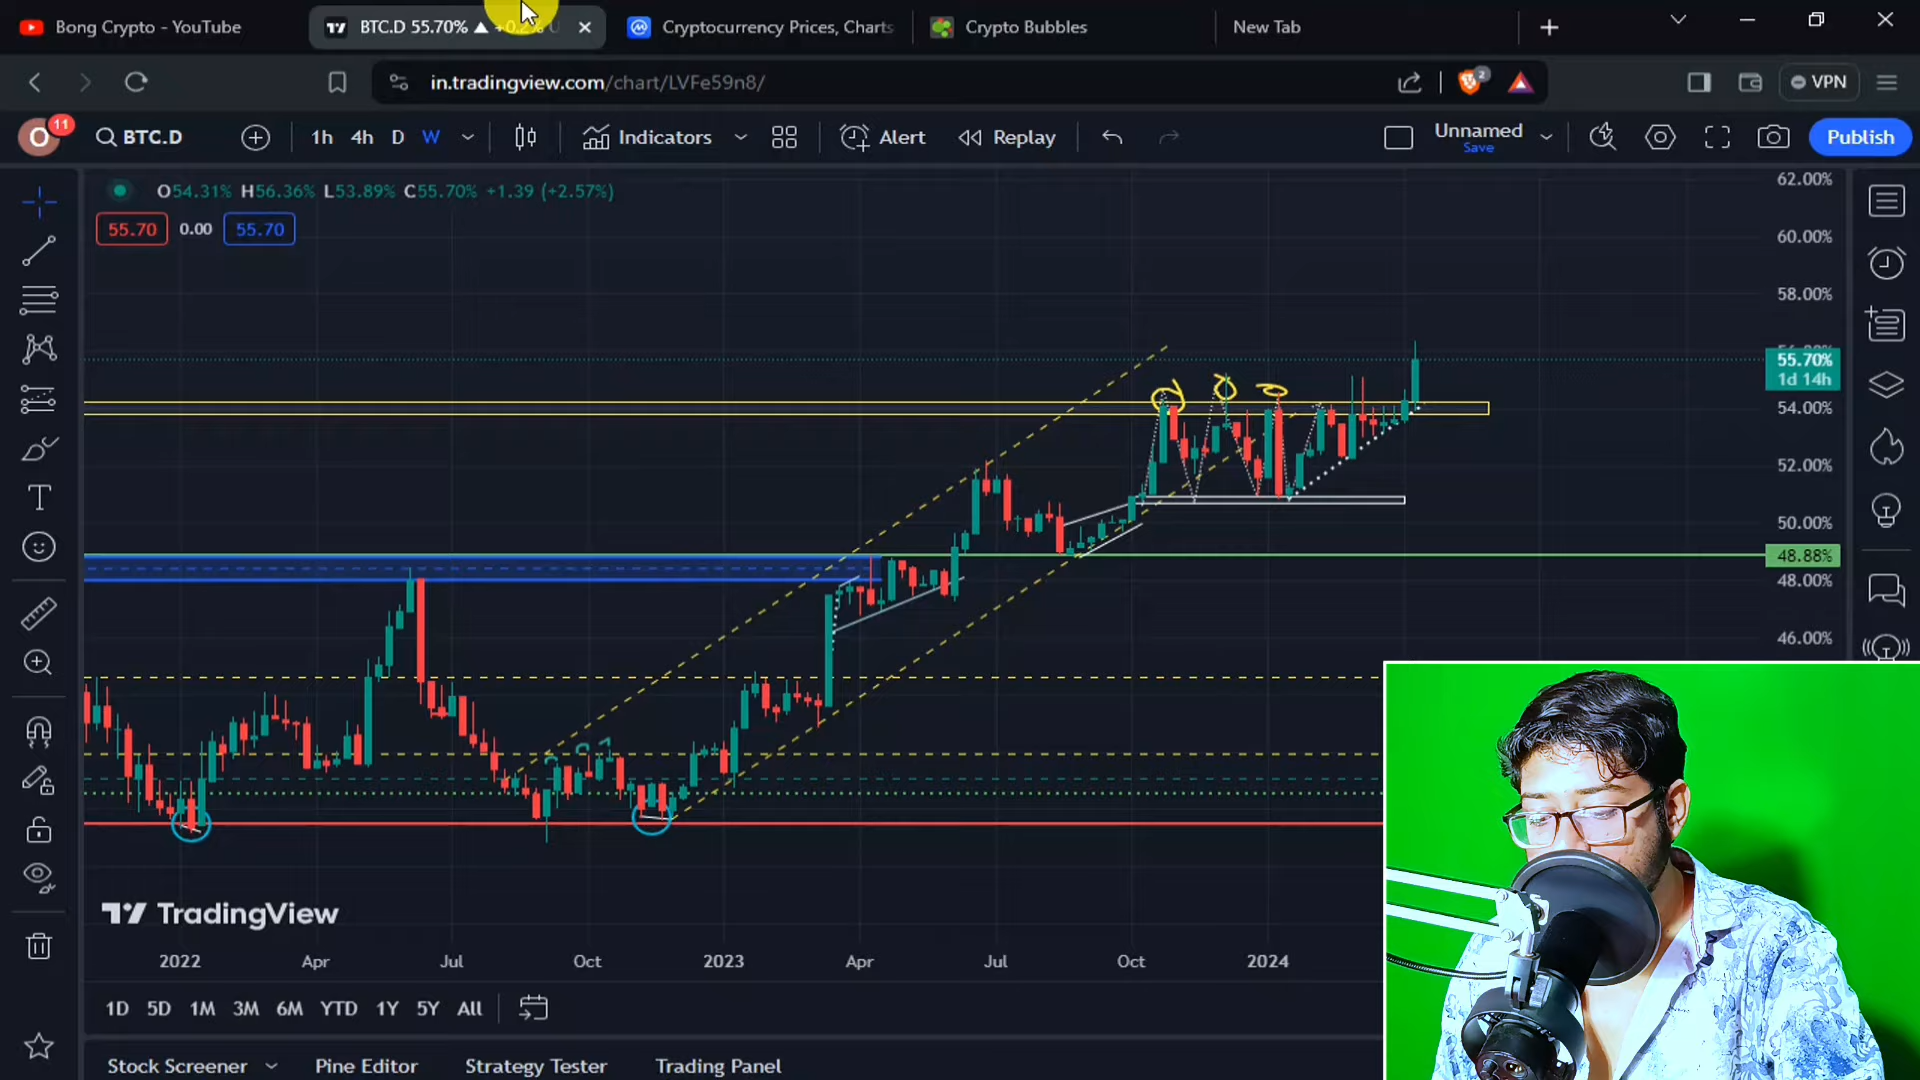 Bong Crypto - YouTube
BTC.D 55.70% ▲ +0.2% U
Cryptocurrency Prices, Charts
Crypto Bubbles
New Tab
in.tradingview.com/chart/LVFe59n8/
2
VPN
O
11
BTC.D
1h 4h D W
Indicators
Alert
Replay
Unnamed
Save
Publish
O54.31% H56.36% L53.89% C55.70% +1.39 (+2.57%)
55.70 0.00 55.70
62.00%
60.00%
58.00%
55.70%
1d 14h
54.00%
52.00%
50.00%
48.88%
48.00%
46.00%
TradingView
2022 Apr Jul Oct 2023 Apr Jul Oct 2024
1D 5D 1M 3M 6M YTD 1Y 5Y All
Stock Screener Pine Editor Strategy Tester Trading Panel